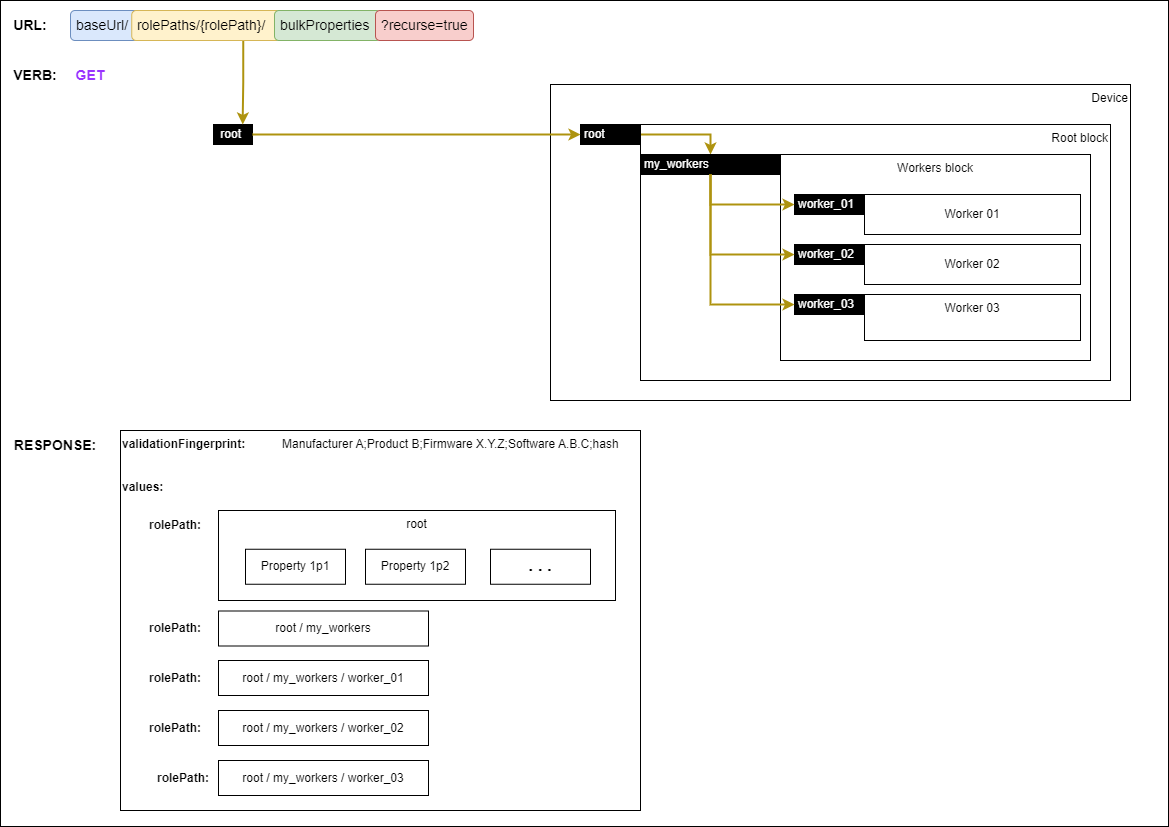 URL: baseUrl/ rolePaths/{rolePath}/ bulkProperties ?recurse=true
VERB: GET
Device
root
root
Root block
my_workers
Workers block
worker_01
Worker 01
worker_02
Worker 02
worker_03
Worker 03
RESPONSE:
validationFingerprint: Manufacturer A;Product B;Firmware X.Y.Z;Software A.B.C;hash
values:
rolePath: root
Property 1p1
Property 1p2
...
rolePath: root / my_workers
rolePath: root / my_workers / worker_01
rolePath: root / my_workers / worker_02
rolePath: root / my_workers / worker_03